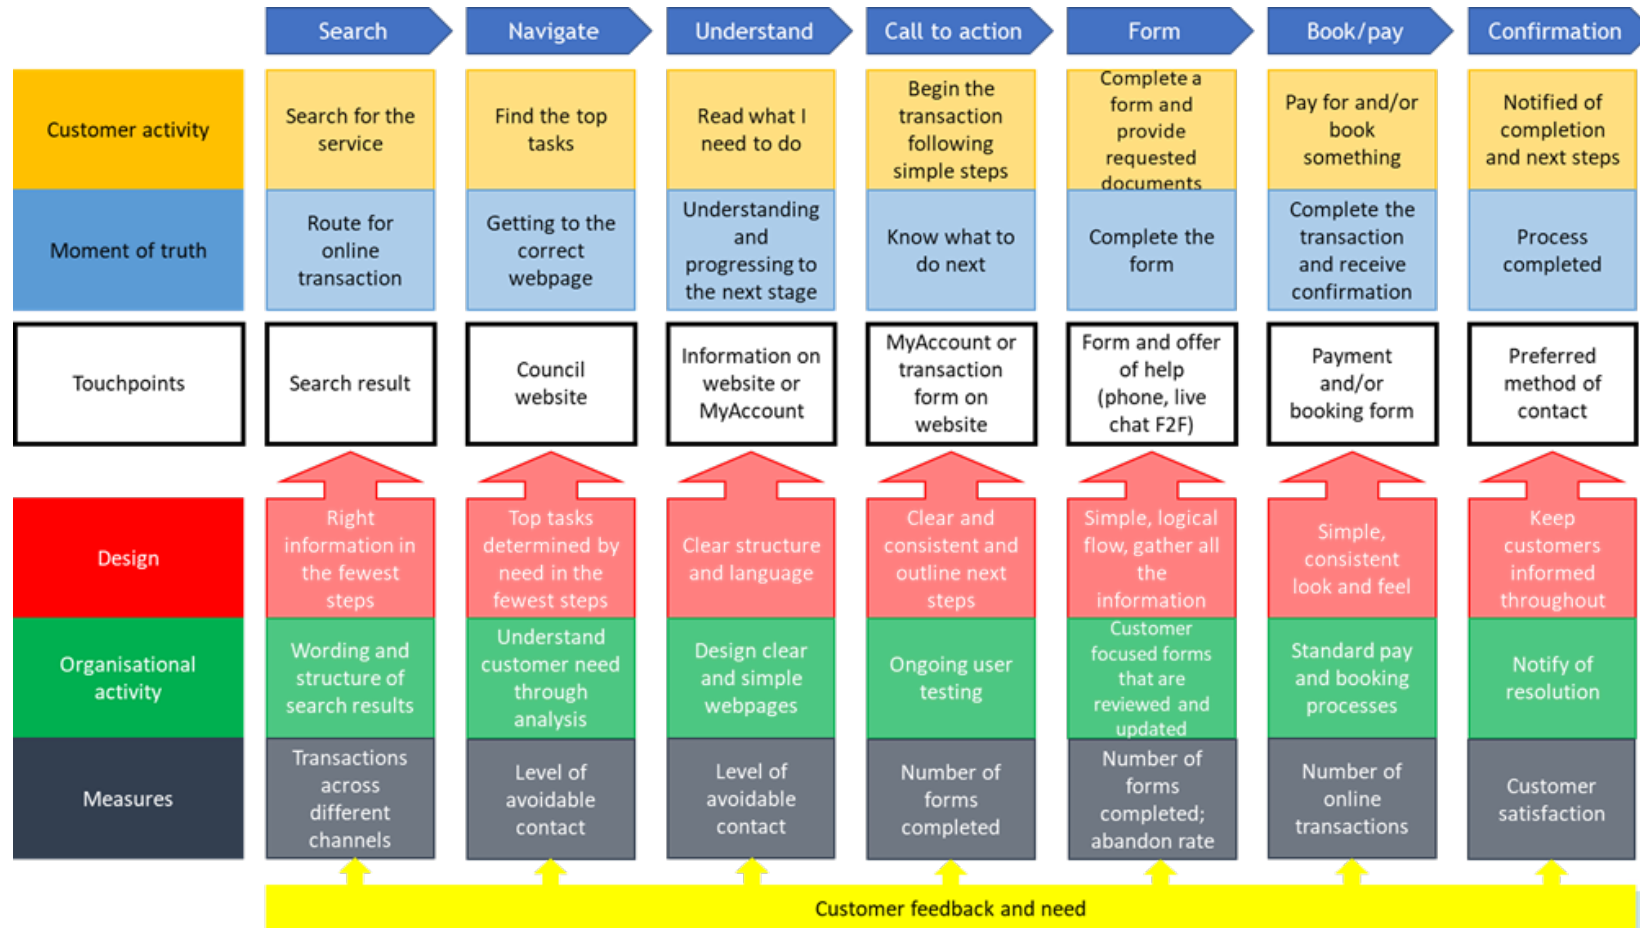 Search
Navigate
Understand
Call to action
Form
Book/pay
Confirmation
Customer activity
Search for the
service
Find the top
tasks
Read what I
need to do
Begin the
transaction
following
simple steps
Complete a
form and
provide
requested
documents
Pay for and/or
book
something
Notified of
completion
and next steps
Moment of truth
Route for
online
transaction
Getting to the
correct
webpage
Understanding
and
progressing to
the next stage
Know what to
do next
Complete the
form
Complete the
transaction
and receive
confirmation
Process
completed
Touchpoints
Search result
Council
website
Information on
website or
MyAccount
MyAccount or
transaction
form on
website
Form and offer
of help
(phone, live
chat F2F)
Payment
and/or
booking form
Preferred
method of
contact
Design
Right
information in
the fewest
steps
Top tasks
determined by
need in the
fewest steps
Clear structure
and language
Clear and
consistent and
outline next
steps
Simple, logical
flow, gather all
the
information
Simple,
consistent
look and feel
Keep
customers
informed
throughout
Organisational
activity
Wording and
structure of
search results
Understand
customer need
through
analysis
Design clear
and simple
webpages
Ongoing user
testing
Customer
focused forms
that are
reviewed and
updated
Standard pay
and booking
processes
Notify of
resolution
Measures
Transactions
across
different
channels
Level of
avoidable
contact
Level of
avoidable
contact
Number of
forms
completed
Number of
forms
completed;
abandon rate
Number of
online
transactions
Customer
satisfaction
Customer feedback and need